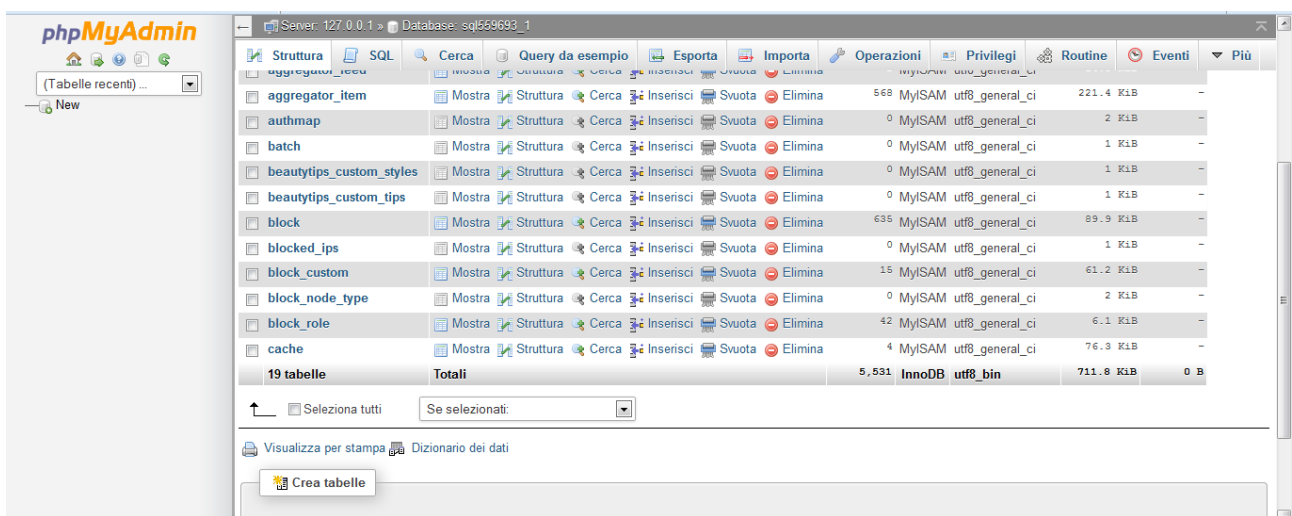 phpMyAdmin
(Tabelle recenti) ...
New
← Server: 127.0.0.1 » Database: sql559693_1
Struttura SQL Cerca Query da esempio Esporta Importa Operazioni Privilegi Routine Eventi Più
aggregator_feed Mostra Struttura Cerca Inserisci Svuota Elimina MyISAM utf8_general_ci
aggregator_item Mostra Struttura Cerca Inserisci Svuota Elimina 568 MyISAM utf8_general_ci 221.4 KiB -
authmap Mostra Struttura Cerca Inserisci Svuota Elimina 0 MyISAM utf8_general_ci 2 KiB -
batch Mostra Struttura Cerca Inserisci Svuota Elimina 0 MyISAM utf8_general_ci 1 KiB -
beautytips_custom_styles Mostra Struttura Cerca Inserisci Svuota Elimina 0 MyISAM utf8_general_ci 1 KiB -
beautytips_custom_tips Mostra Struttura Cerca Inserisci Svuota Elimina 0 MyISAM utf8_general_ci 1 KiB -
block Mostra Struttura Cerca Inserisci Svuota Elimina 635 MyISAM utf8_general_ci 89.9 KiB -
blocked_ips Mostra Struttura Cerca Inserisci Svuota Elimina 0 MyISAM utf8_general_ci 1 KiB -
block_custom Mostra Struttura Cerca Inserisci Svuota Elimina 15 MyISAM utf8_general_ci 61.2 KiB -
block_node_type Mostra Struttura Cerca Inserisci Svuota Elimina 0 MyISAM utf8_general_ci 2 KiB -
block_role Mostra Struttura Cerca Inserisci Svuota Elimina 42 MyISAM utf8_general_ci 6.1 KiB -
cache Mostra Struttura Cerca Inserisci Svuota Elimina 4 MyISAM utf8_general_ci 76.3 KiB -
19 tabelle Totali 5,531 InnoDB utf8_bin 711.8 KiB 0 B
Seleziona tutti Se selezionati:
Visualizza per stampa Dizionario dei dati
Crea tabelle